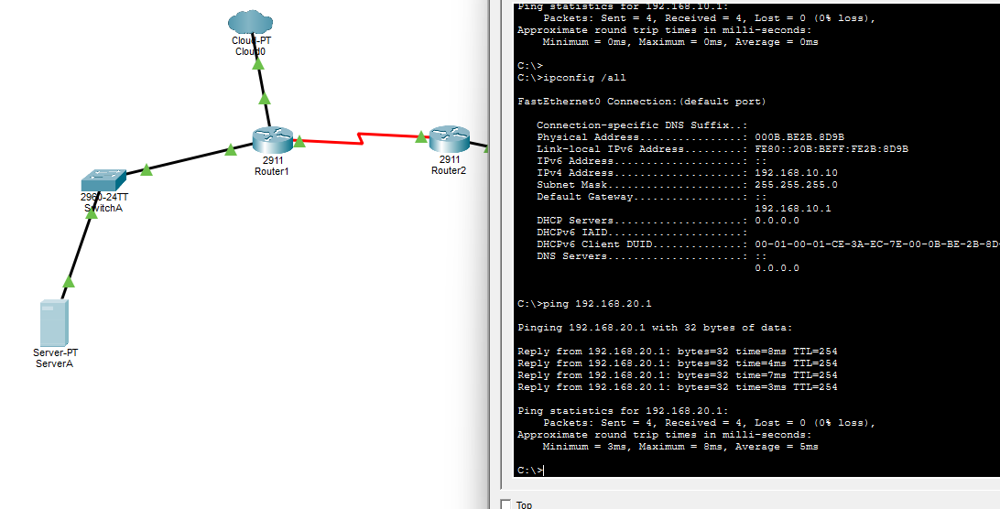 Cloud-PT
Cloud0
2911
Router1
2911
Router2
2960-24TT
SwitchA
Server-PT
ServerA
Ping statistics for 192.168.10.1:
Packets: Sent = 4, Received = 4, Lost = 0 (0% loss),
Approximate round trip times in milli-seconds:
Minimum = 0ms, Maximum = 0ms, Average = 0ms
C:\>
C:\>ipconfig /all
FastEthernet0 Connection:(default port)
Connection-specific DNS Suffix..:
Physical Address................: 000B.BE2B.8D9B
Link-local IPv6 Address.........: FE80::20B:BEFF:FE2B:8D9B
IPv6 Address....................: ::
IPv4 Address....................: 192.168.10.10
Subnet Mask.....................: 255.255.255.0
Default Gateway.................: ::
192.168.10.1
DHCP Servers....................: 0.0.0.0
DHCPv6 IAID.....................:
DHCPv6 Client DUID..............: 00-01-00-01-CE-3A-EC-7E-00-0B-BE-2B-8D-
DNS Servers.....................: ::
0.0.0.0
C:\>ping 192.168.20.1
Pinging 192.168.20.1 with 32 bytes of data:
Reply from 192.168.20.1: bytes=32 time=8ms TTL=254
Reply from 192.168.20.1: bytes=32 time=4ms TTL=254
Reply from 192.168.20.1: bytes=32 time=7ms TTL=254
Reply from 192.168.20.1: bytes=32 time=3ms TTL=254
Ping statistics for 192.168.20.1:
Packets: Sent = 4, Received = 4, Lost = 0 (0% loss),
Approximate round trip times in milli-seconds:
Minimum = 3ms, Maximum = 8ms, Average = 5ms
C:\>
Top